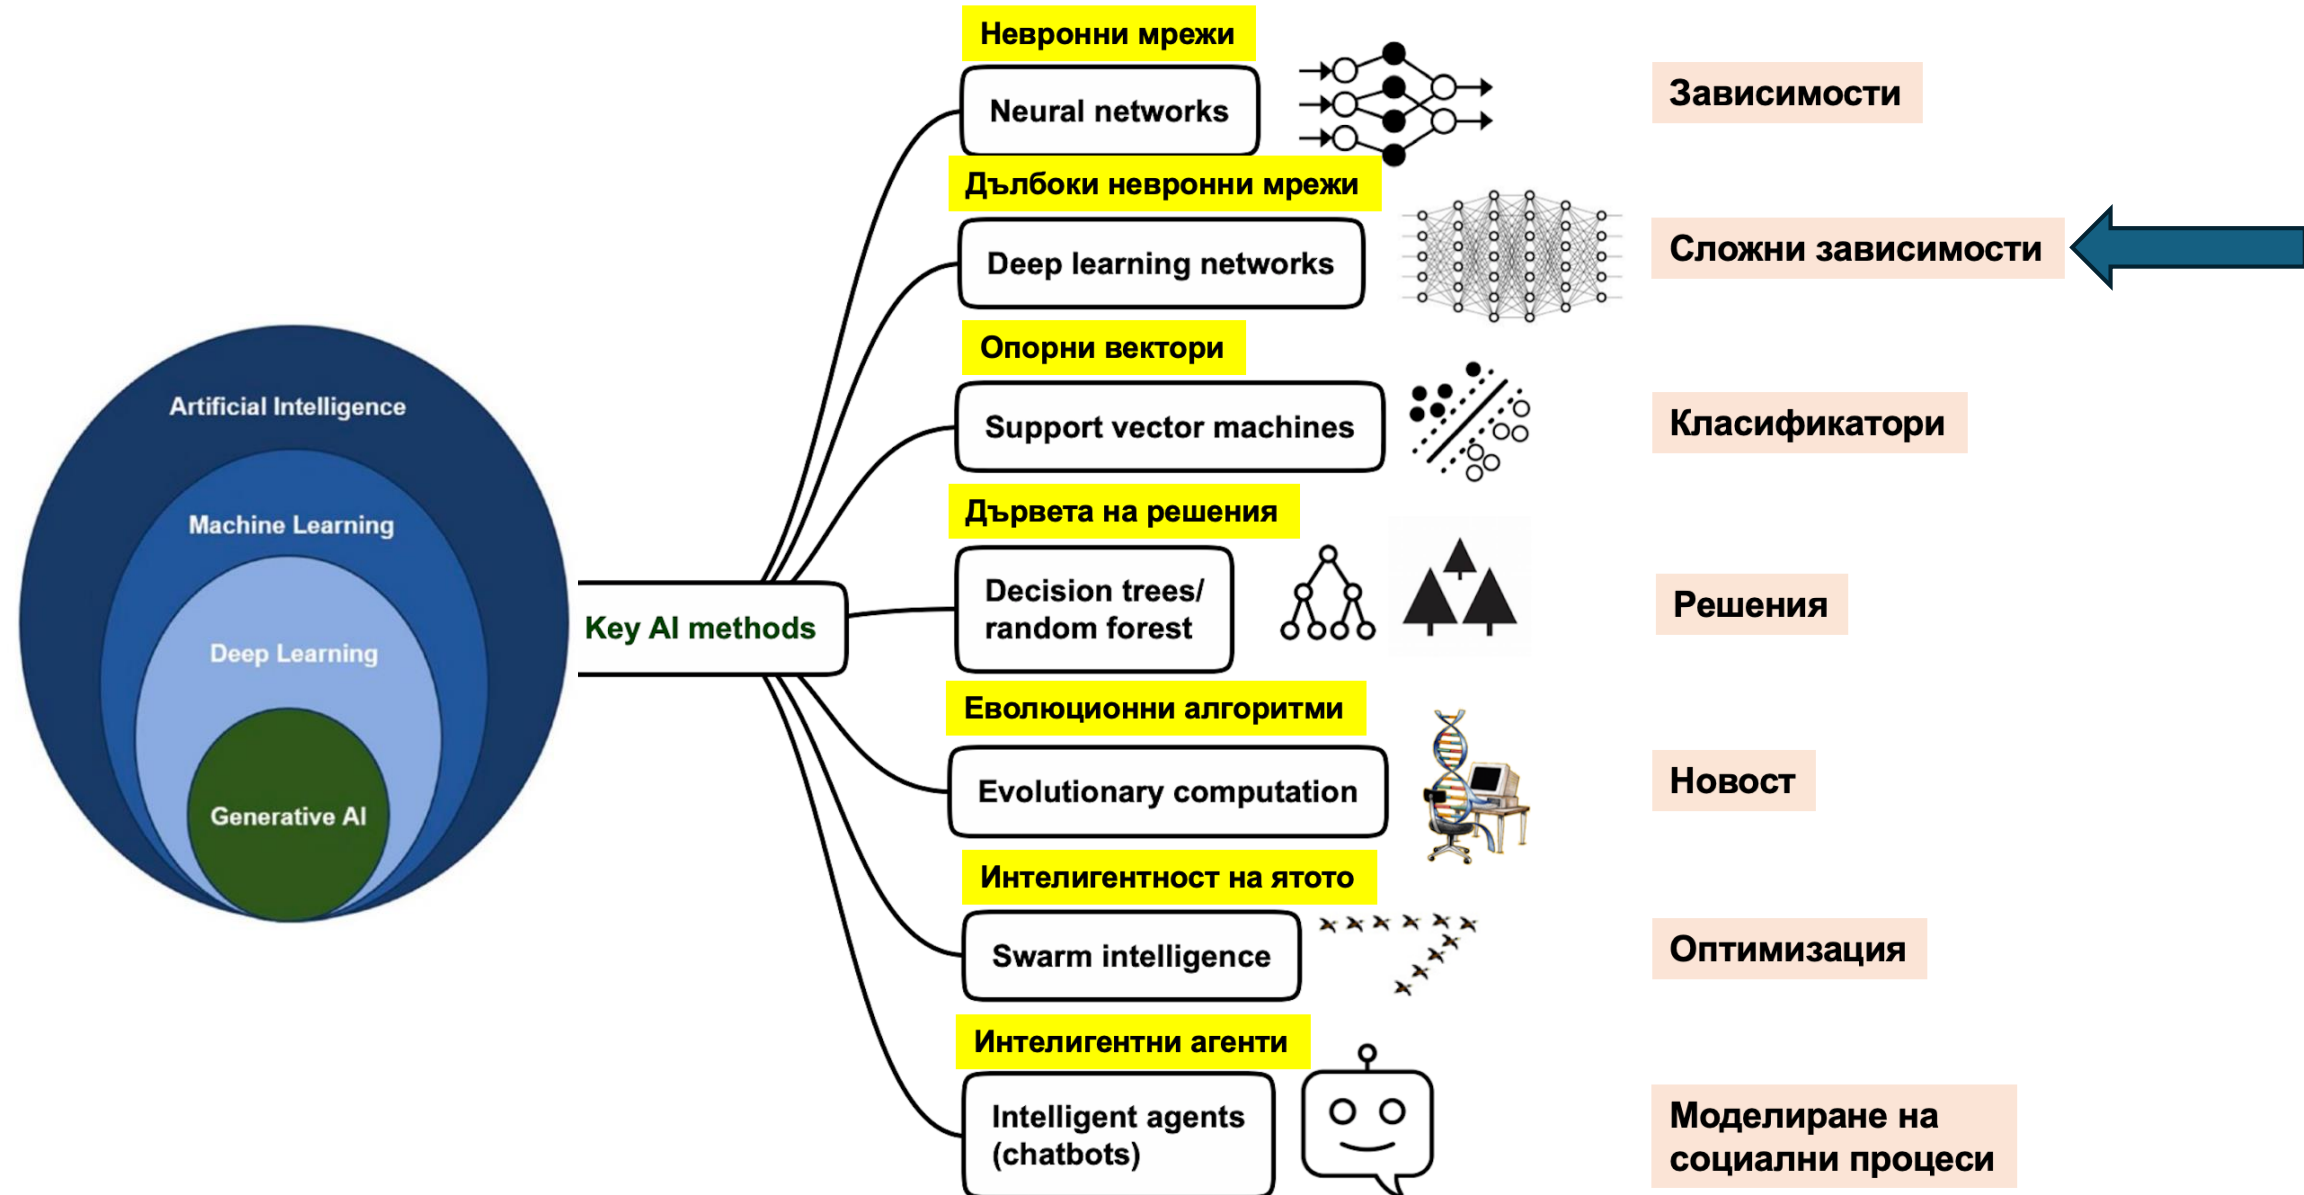 Artificial Intelligence
Machine Learning
Deep Learning
Generative AI
Key AI methods
Невронни мрежи
Neural networks
Зависимости
Дълбоки невронни мрежи
Deep learning networks
Сложни зависимости
Опорни вектори
Support vector machines
Класификатори
Дървета на решения
Decision trees/
random forest
Решения
Еволюционни алгоритми
Evolutionary computation
Новост
Интелигентност на ятото
Swarm intelligence
Оптимизация
Интелигентни агенти
Intelligent agents
(chatbots)
Моделиране на
социални процеси